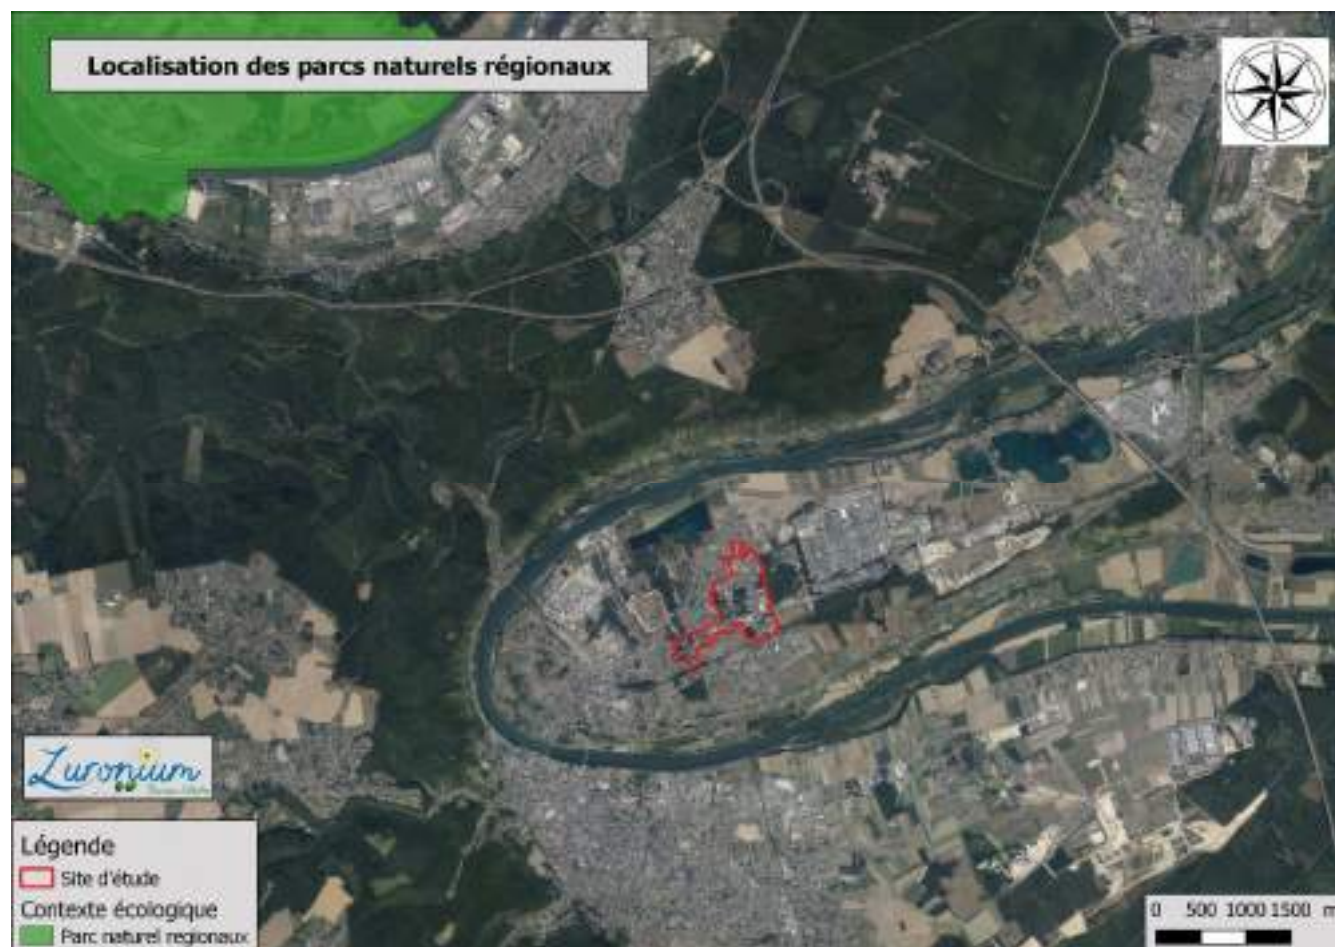 Localisation des parcs naturels régionaux
Luronium
Légende
Site d'étude
Contexte écologique
Parc naturel regionaux
0 500 1000 1500 m